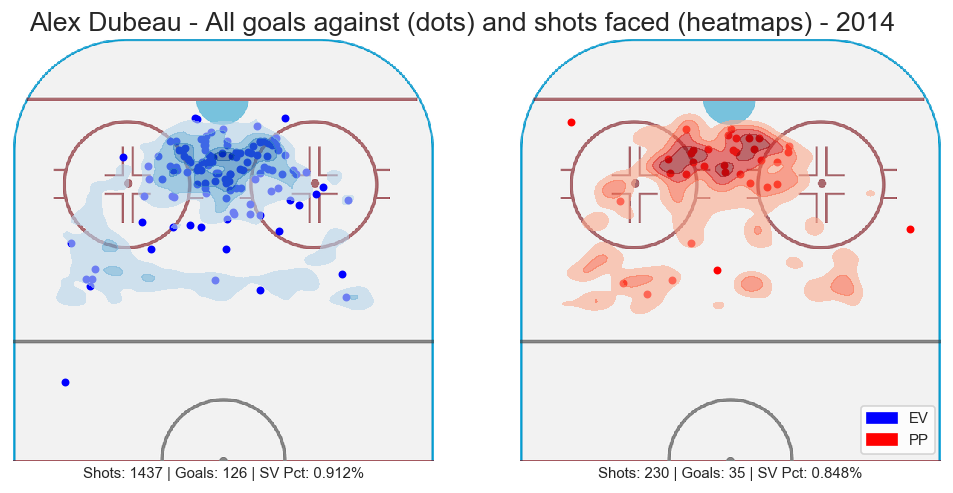 Alex Dubeau - All goals against (dots) and shots faced (heatmaps) - 2014
EV
PP
Shots: 1437 | Goals: 126 | SV Pct: 0.912%
Shots: 230 | Goals: 35 | SV Pct: 0.848%